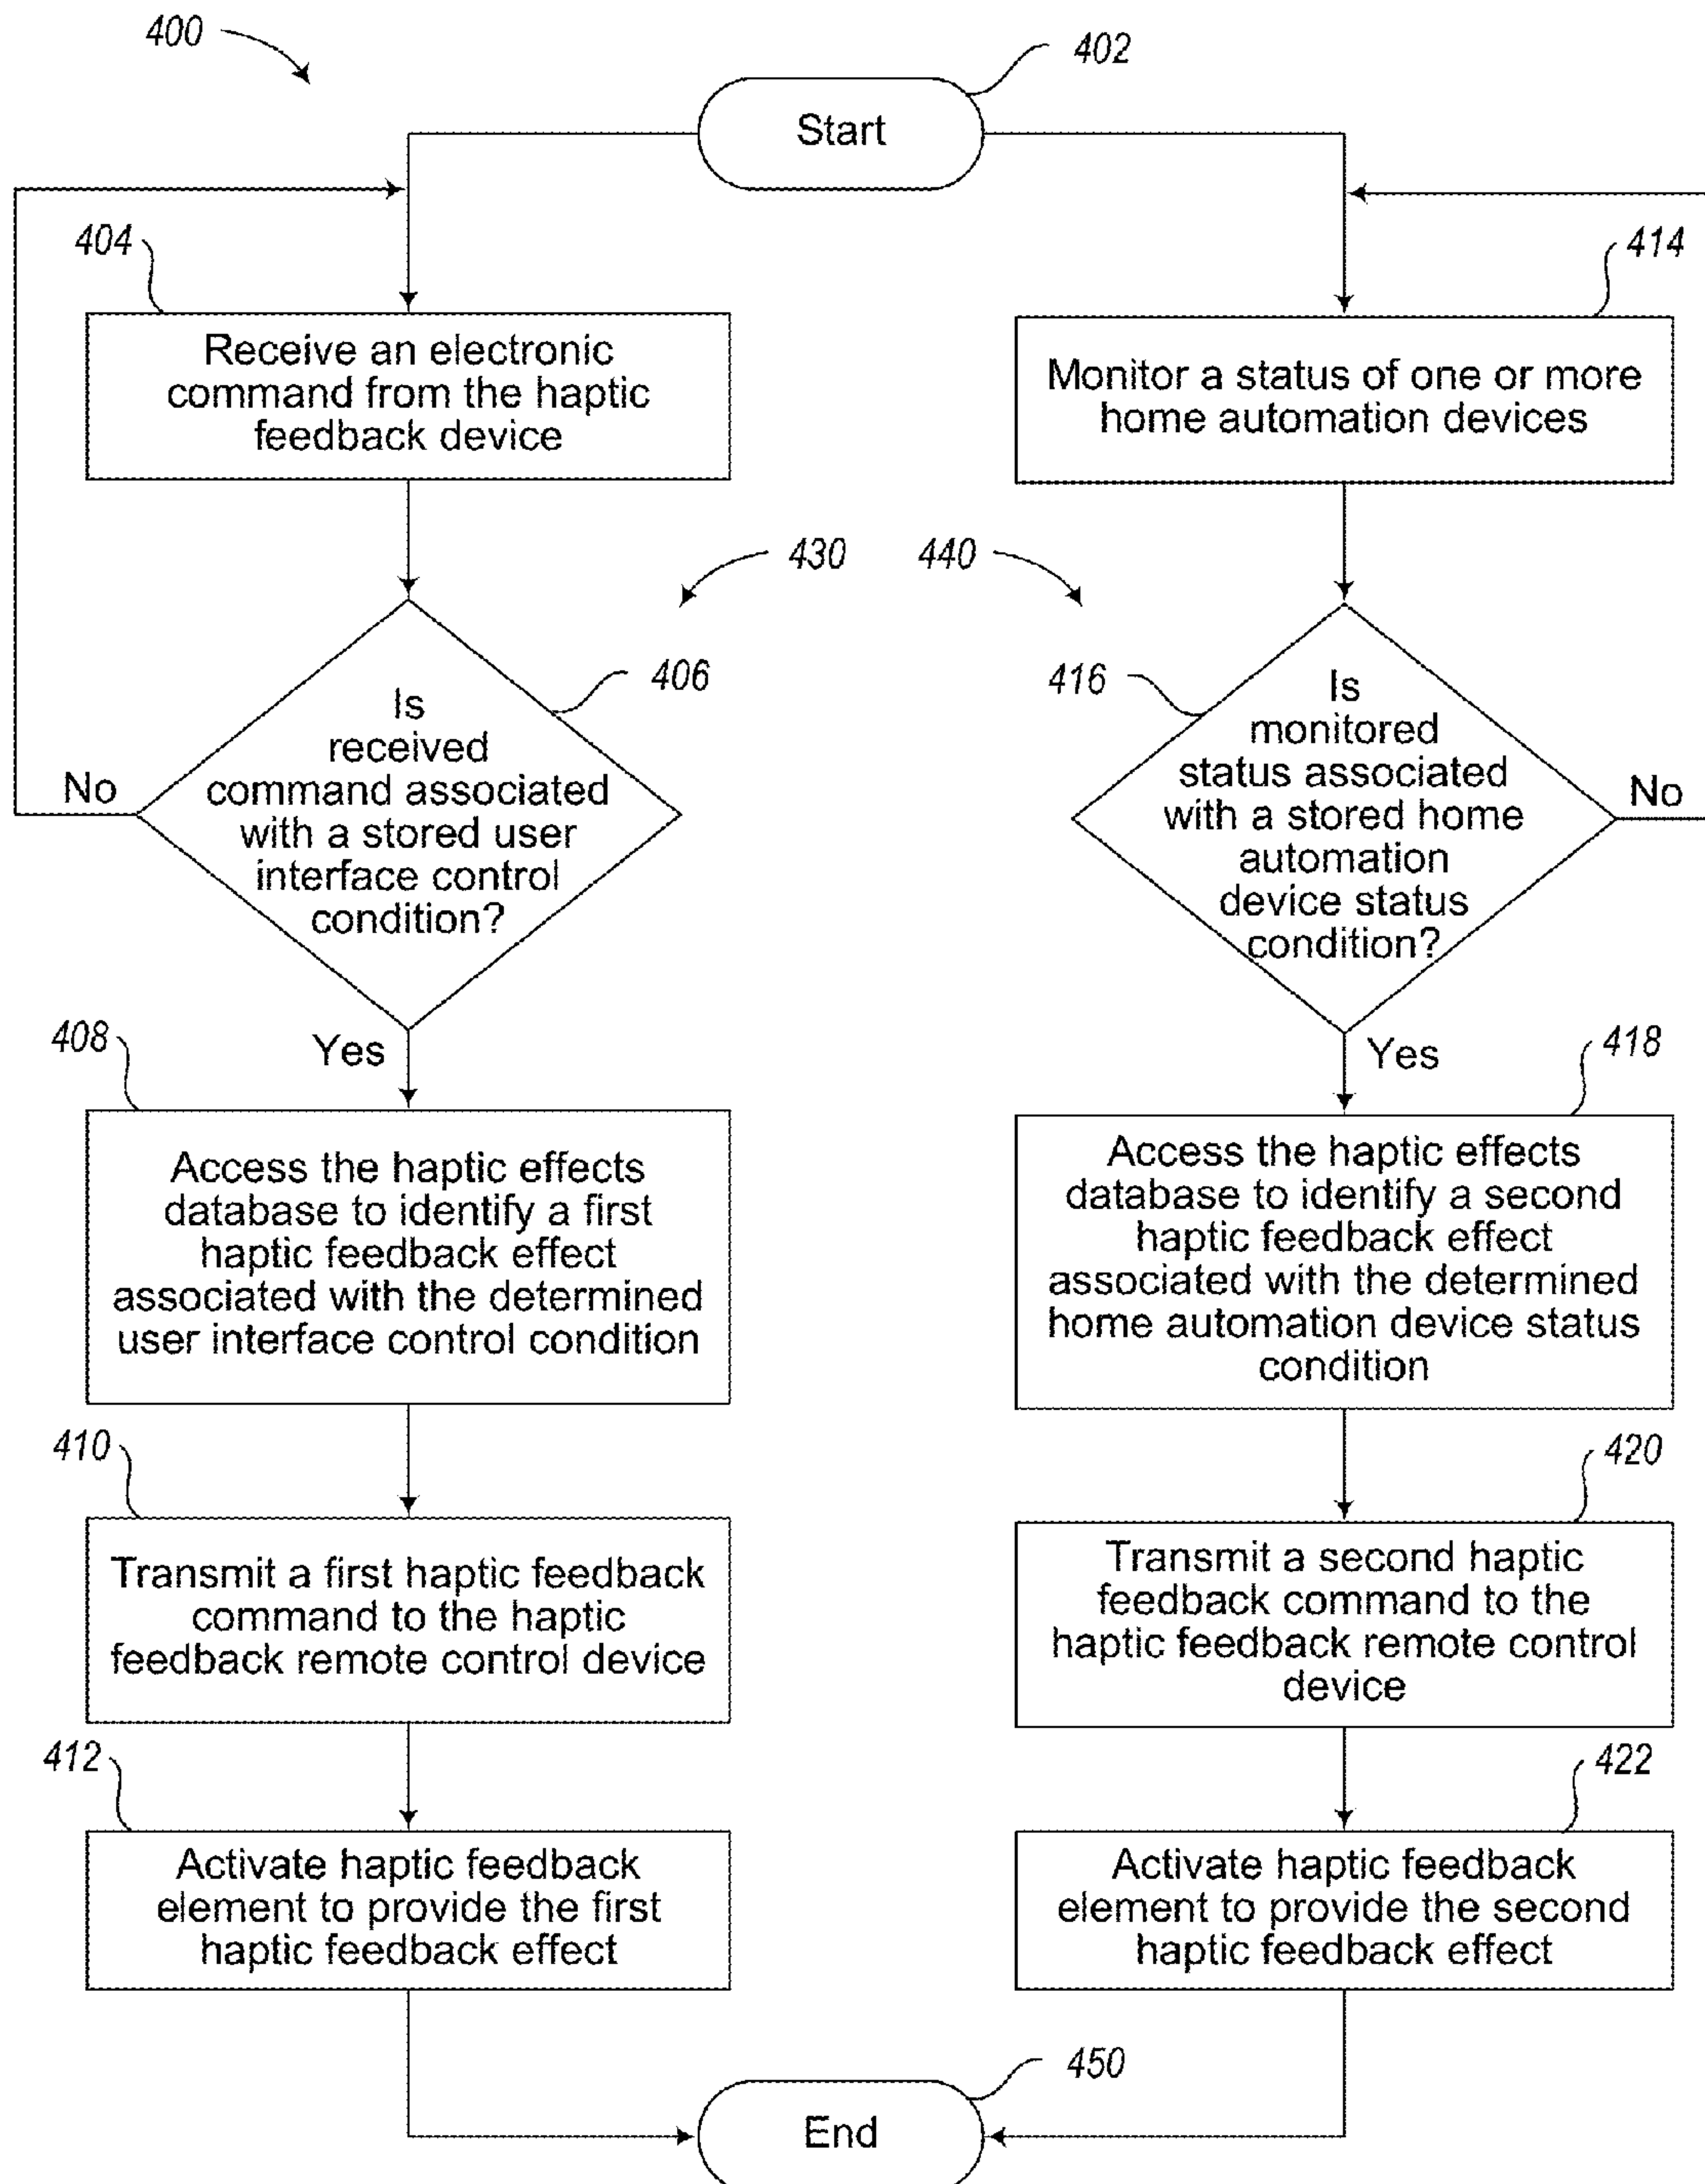 400
402
Start
404
Receive an electronic
command from the haptic
feedback device
414
Monitor a status of one or more
home automation devices
430
440
406
Is
received
command associated
with a stored user
interface control
condition?
No
Yes
416
Is
monitored
status associated
with a stored home
automation
device status
condition?
No
Yes
408
Access the haptic effects
database to identify a first
haptic feedback effect
associated with the determined
user interface control condition
418
Access the haptic effects
database to identify a second
haptic feedback effect
associated with the determined
home automation device status
condition
410
Transmit a first haptic feedback
command to the haptic
feedback remote control device
420
Transmit a second haptic
feedback command to the
haptic feedback remote control
device
412
Activate haptic feedback
element to provide the first
haptic feedback effect
422
Activate haptic feedback
element to provide the second
haptic feedback effect
450
End